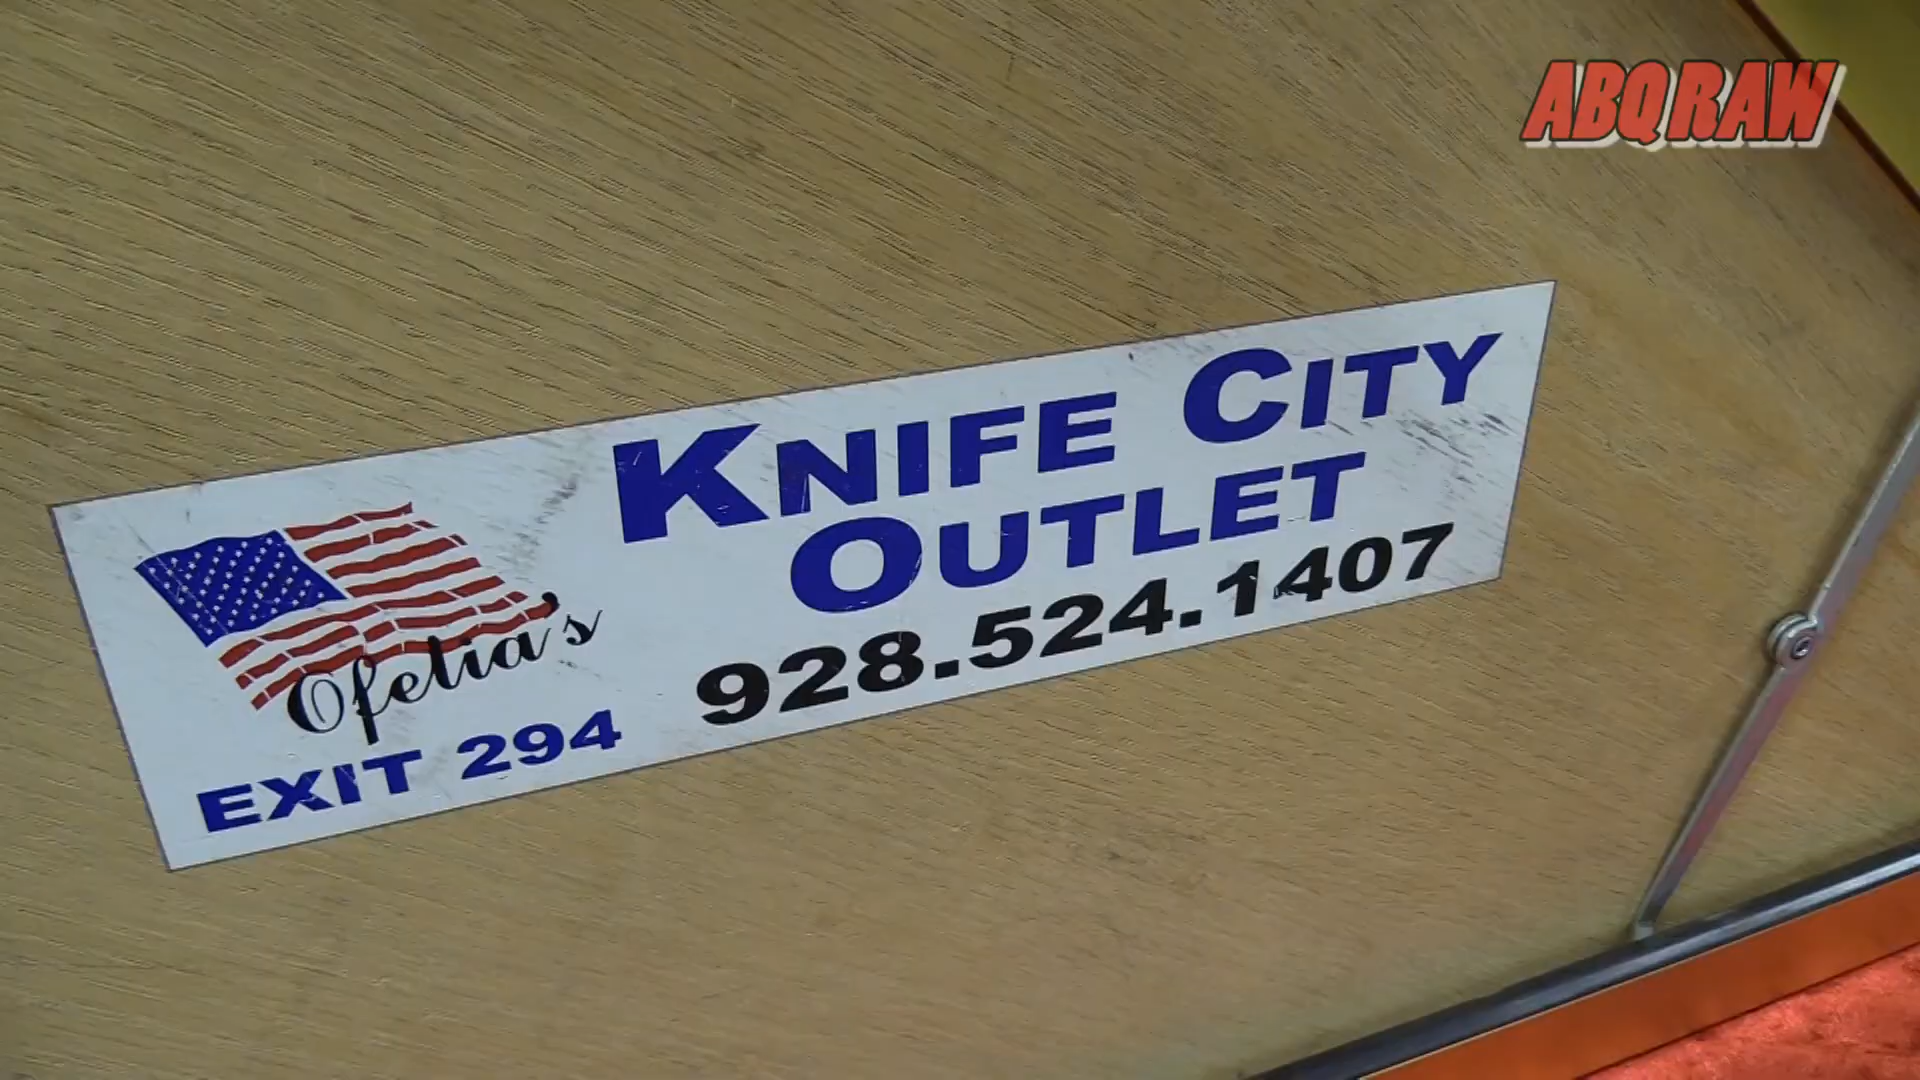 ABQRAW
KNIFE CITY
OUTLET
928.524.1407
Ofelia's
EXIT 294